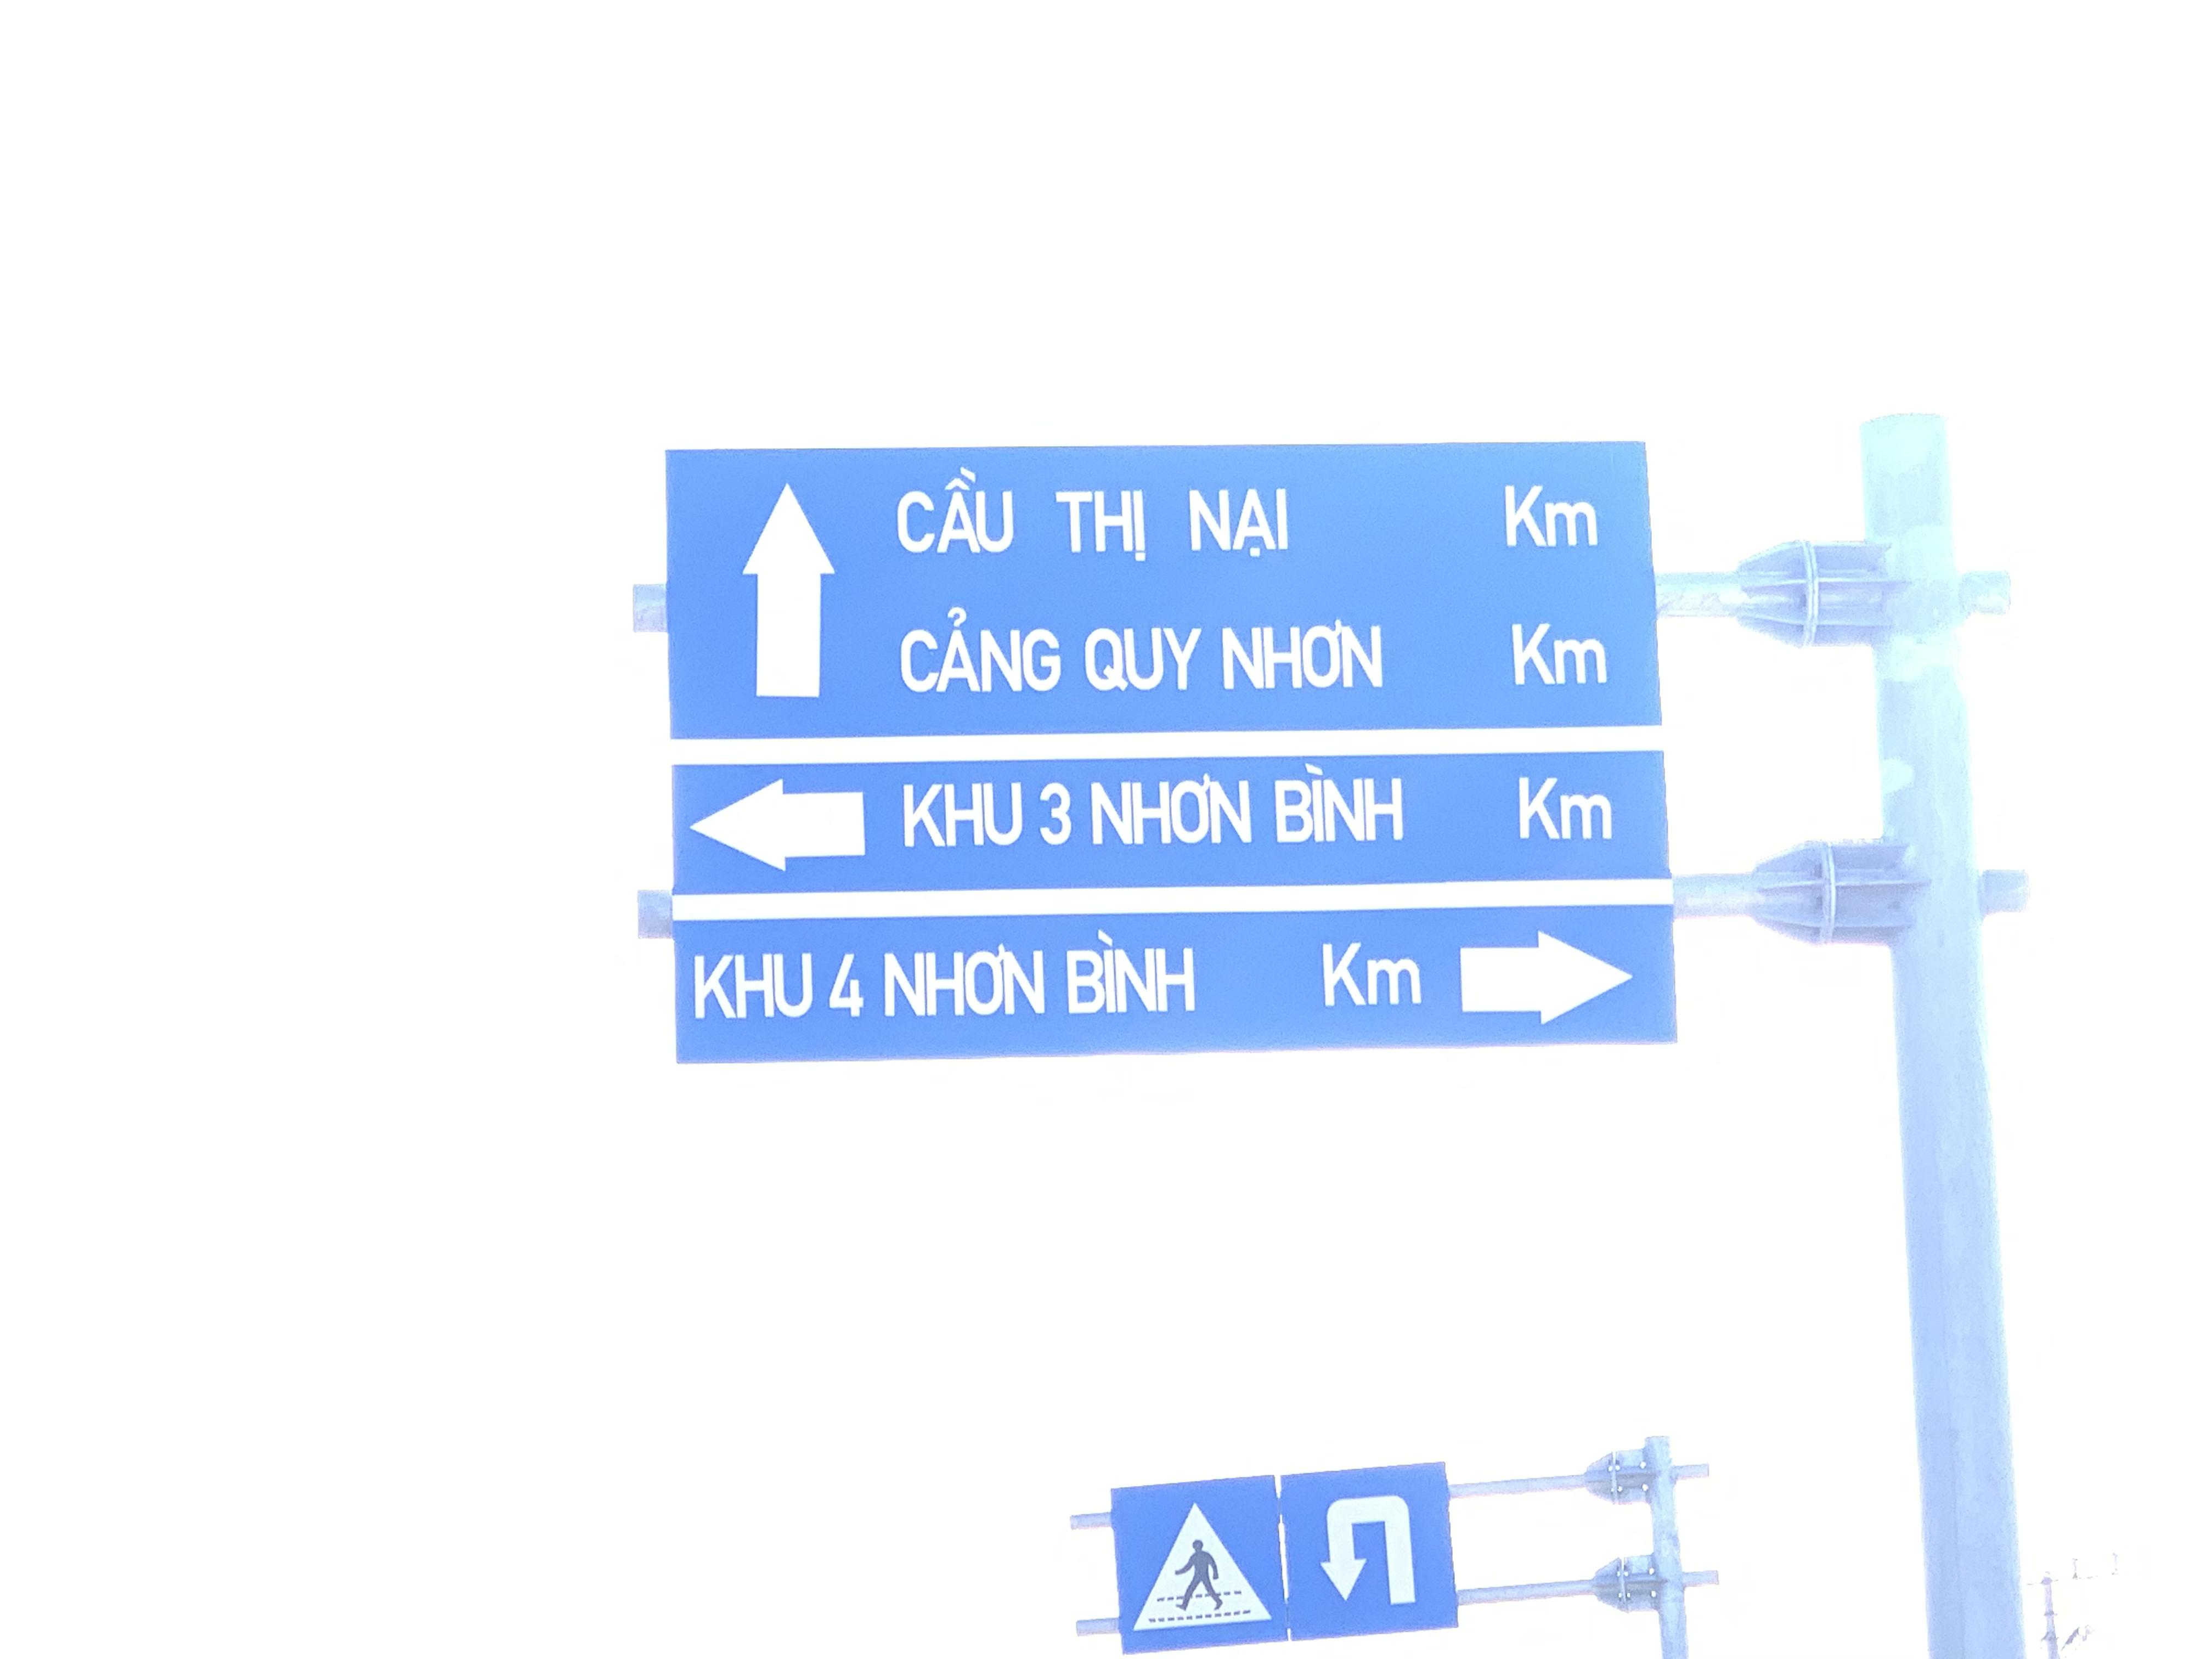 CẦU THỊ NẠI Km
CẢNG QUY NHƠN Km
KHU 3 NHƠN BÌNH Km
KHU 4 NHƠN BÌNH Km